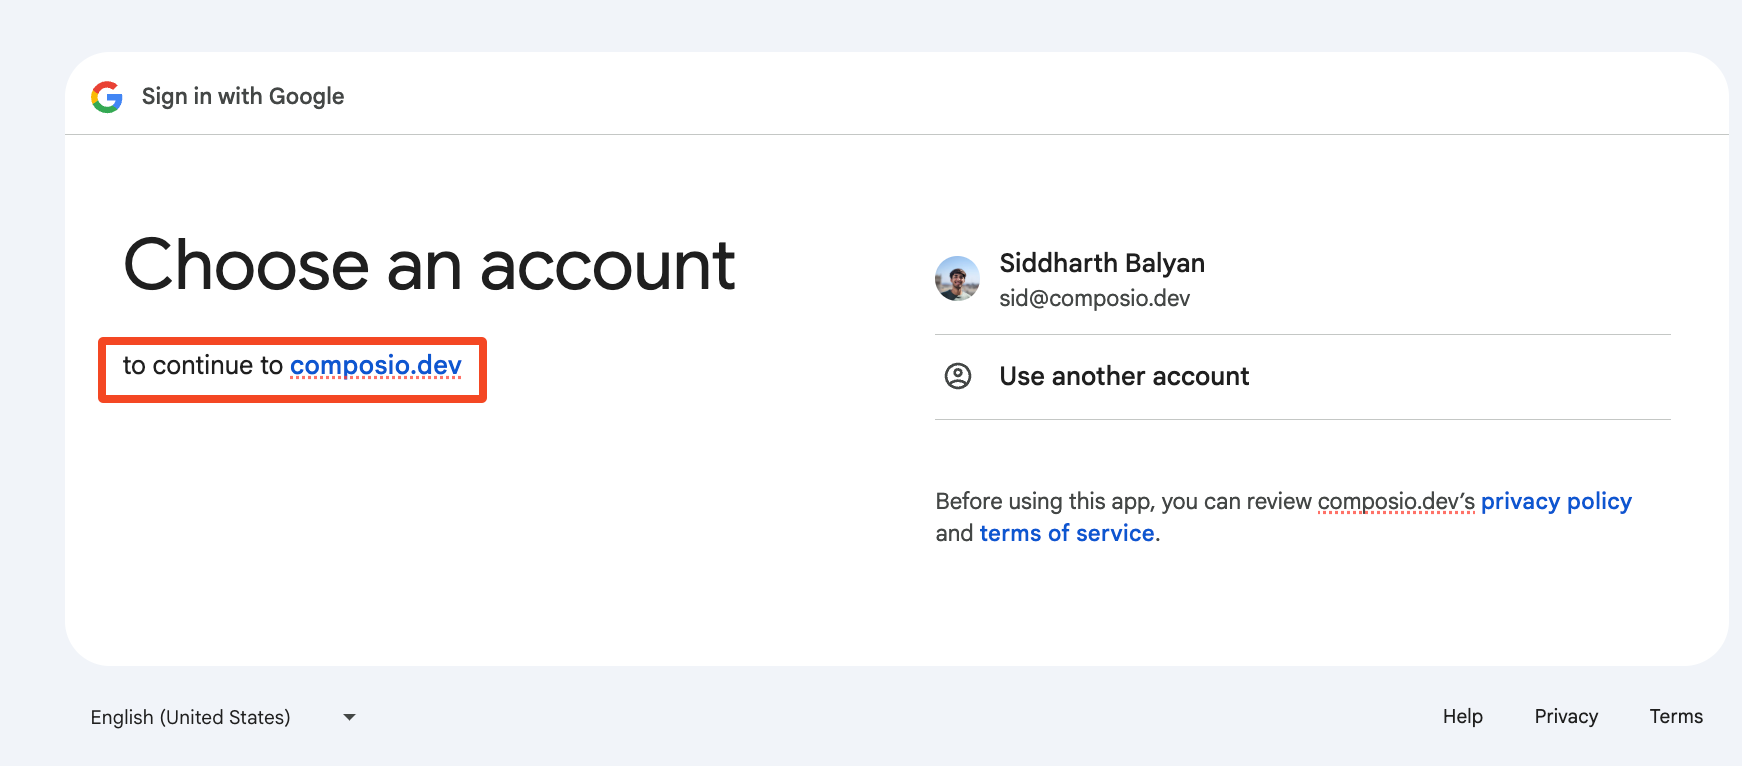 Sign in with Google
Choose an account
to continue to composio.dev
Siddharth Balyan
sid@composio.dev
Use another account
Before using this app, you can review composio.dev’s privacy policy
and terms of service.
English (United States)
Help
Privacy
Terms